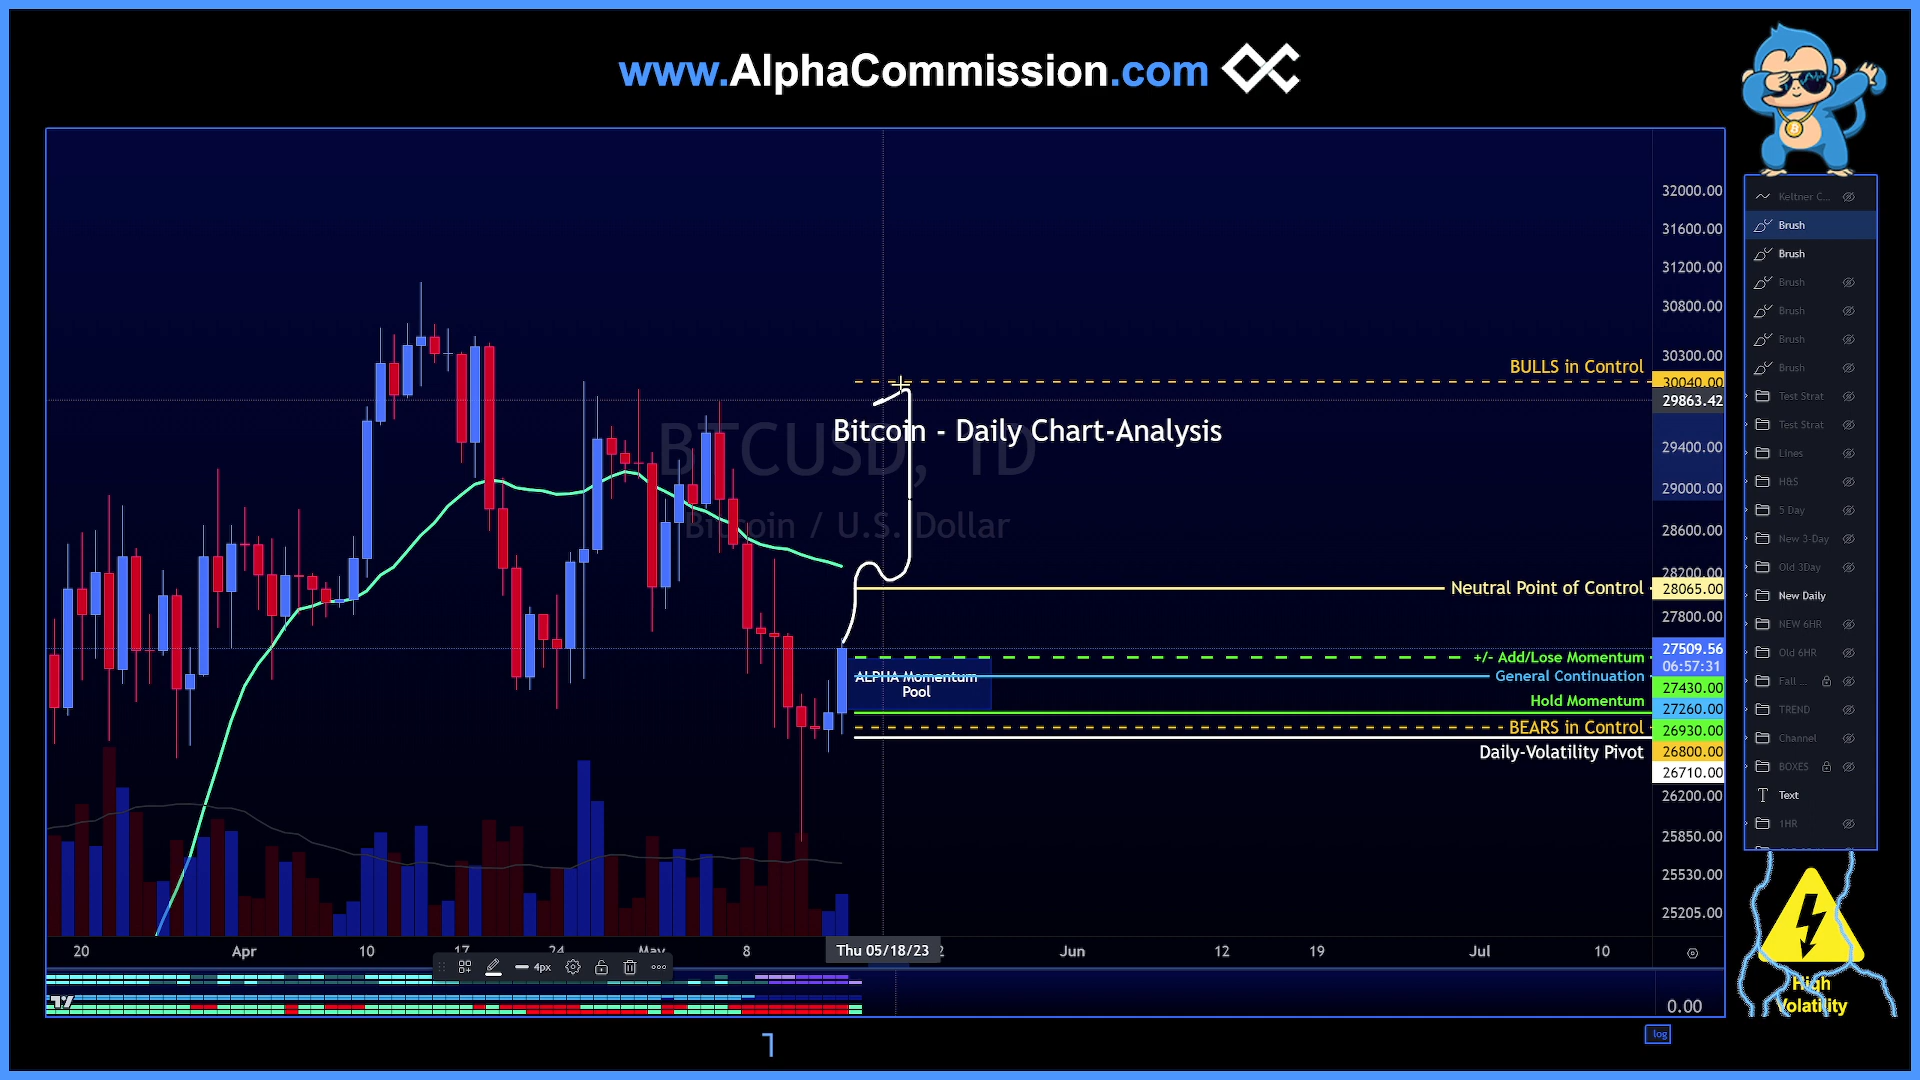 www.AlphaCommission.com
Keltner C...
Brush
Brush
Brush
Brush
Brush
Brush
Test Strat
Test Strat
Lines
H&S
5 Day
New 3-Day
Old 3Day
New Daily
NEW 6HR
Old 6HR
Fall ...
TREND
Channel
BOXES
Text
1HR
High
Volatility
BTCUSD, 1D
Bitcoin / U.S. Dollar
Bitcoin - Daily Chart-Analysis
BULLS in Control
Neutral Point of Control
+/- Add/Lose Momentum
General Continuation
Hold Momentum
BEARS in Control
Daily-Volatility Pivot
ALPHA Momentum
Pool
32000.00
31600.00
31200.00
30800.00
30300.00
30040.00
29863.42
29400.00
29000.00
28600.00
28200.00
28065.00
27800.00
27509.56
06:57:31
27430.00
27260.00
26930.00
26800.00
26710.00
26200.00
25850.00
25530.00
25205.00
20 Apr 10 17 24 May 8 Thu 05/18/23 2 Jun 12 19 Jul 10
4px
0.00
log